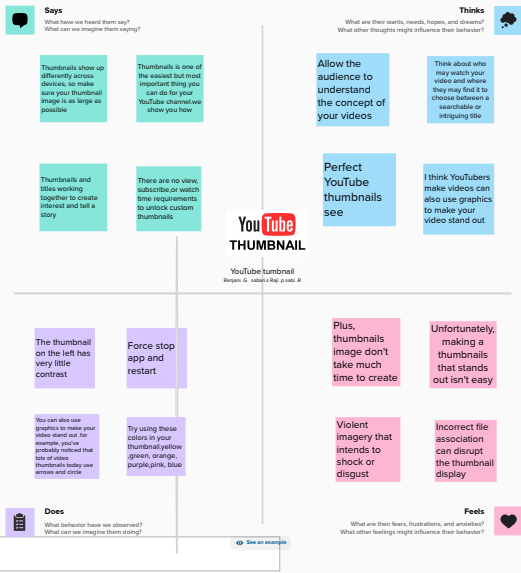 Says
What have we heard them say?
What can we imagine them saying?
Thumbnails show up
differently across
devices, so make
sure your thumbnail
image is as large as
possible
Thumbnails is one of
the easiest but most
important thing you
can do for your
YouTube channel.we
show you how
Thumbnails and
titles working
together to create
interest and tell a
story
There are no view,
subscribe,or watch
time requirements
to unlock custom
thumbnails
Thinks
What are their wants, needs, hopes, and dreams?
What other thoughts might influence their behavior?
Allow the
audience to
understand
the concept of
your videos
Think about who
may watch your
video and where
they may find it to
choose between a
searchable or
intriguing title
Perfect
YouTube
thumbnails
see
I think YouTubers
make videos can
also use graphics
to make your
video stand out
YouTube
THUMBNAIL
YouTube tumbnail
Ranjani. G sabari.s Raji .p sabi .R
The thumbnail
on the left has
very little
contrast
Force stop
app and
restart
You can also use
graphics to make your
video stand out .for
example, you've
probably noticed that
lots of video
thumbnails today use
arrows and circle
Try using these
colors in your
thumbnail.yellow
,green, orange,
purple,pink, blue
Does
What behavior have we observed?
What can we imagine them doing?
Plus,
thumbnails
image don't
take much
time to create
Unfortunately,
making a
thumbnails
that stands
out isn't easy
Violent
imagery that
intends to
shock or
disgust
Incorrect file
association
can disrupt
the thumbnail
display
Feels
What are their fears, frustrations, and anxieties?
What other feelings might influence their behavior?
See an example